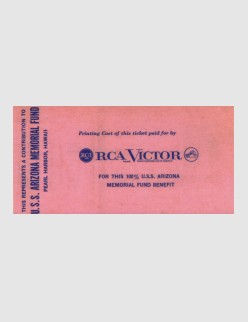 THIS REPRESENTS A CONTRIBUTION TO
U.S.S. ARIZONA MEMORIAL FUND
PEARL HARBOR, HAWAII
Printing Cost of this ticket paid for by
RCA VICTOR
FOR THIS 100% U.S.S. ARIZONA
MEMORIAL FUND BENEFIT